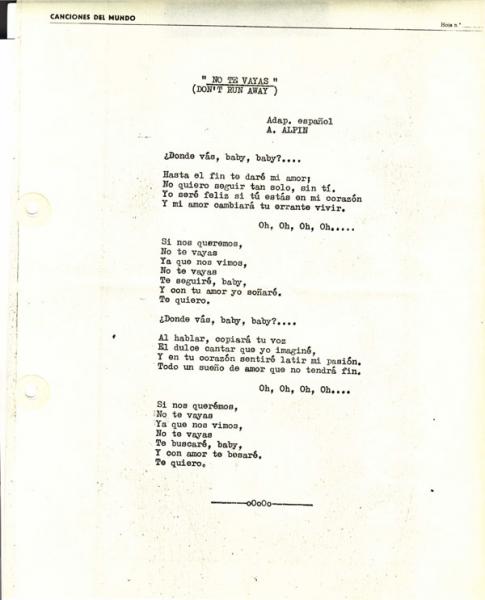 CANCIONES DEL MUNDO
Hoja n.º
" NO TE VAYAS "
(DON'T RUN AWAY )
Adap. español
A. ALPIN
¿Donde vás, baby, baby?....
Hasta el fin te daré mi amor;
No quiero seguir tan solo, sin tí.
Yo seré feliz si tú estás en mi corazón
Y mi amor cambiará tu errante vivir.
Oh, Oh, Oh, Oh.....
Si nos queremos,
No te vayas
Ya que nos vimos,
No te vayas
Te seguiré, baby,
Y con tu amor yo soñaré.
Te quiero.
¿Donde vás, baby, baby?....
Al hablar, copiará tu voz
El dulce cantar que yo imaginé,
Y en tu corazón sentiré latir mi pasión.
Todo un sueño de amor que no tendrá fin.
Oh, Oh, Oh, Oh....
Si nos querémos,
No te vayas
Ya que nos vimos,
No te vayas
Te buscaré, baby,
Y con amor te besaré.
Te quiero.
———oOoOo———